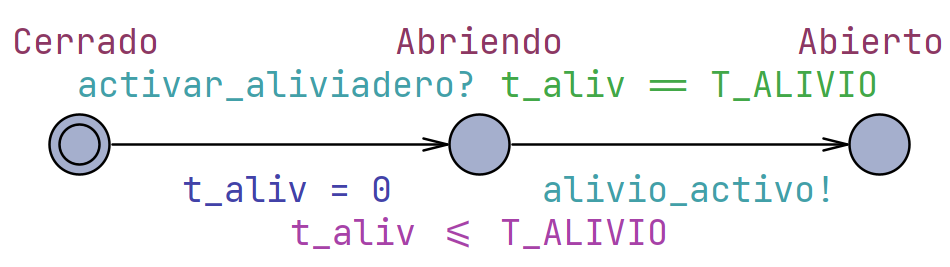 Cerrado Abriendo Abierto
activar_aliviadero? t_aliv == T_ALIVIO
t_aliv = 0 alivio_activo!
t_aliv <= T_ALIVIO